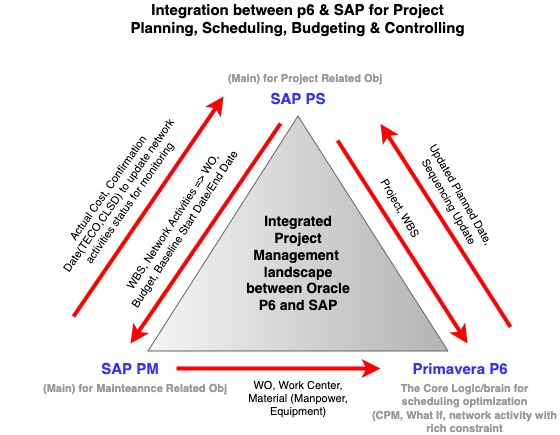 Integration between p6 & SAP for Project
Planning, Scheduling, Budgeting & Controlling
(Main) for Project Related Obj
SAP PS
Actual Cost, Confirmation
Date(TECO,CLSD) to update network
activities status for monitoring
WBS, Network Activities => WO,
Budget, Baseline Start Date/End Date
Integrated
Project
Management
landscape
between Oracle
P6 and SAP
Project, WBS
Updated Planned Date,
Sequencing Update
SAP PM
(Main) for Mainteannce Related Obj
WO, Work Center,
Material (Manpower,
Equipment)
Primavera P6
The Core Logic/brain for
scheduling optimization
(CPM, What If, network activity with
rich constraint